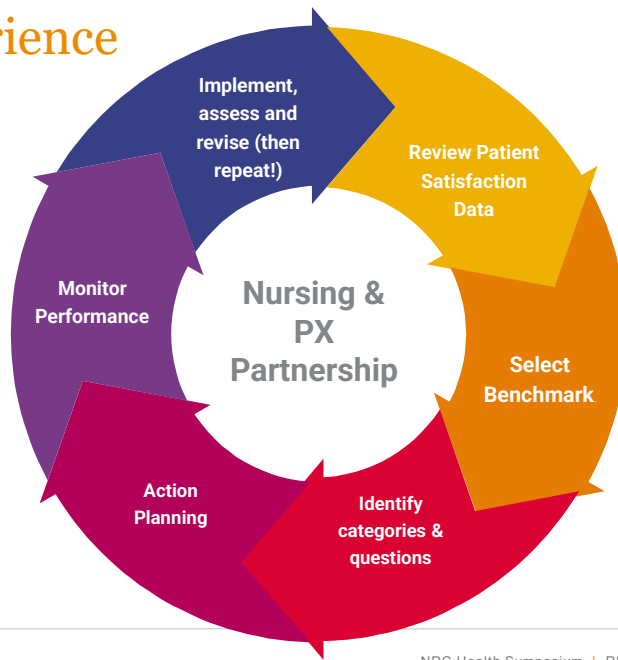 Implement,
assess and
revise (then
repeat!)
Review Patient
Satisfaction
Data
Monitor
Performance
Nursing &
PX
Partnership
Select
Benchmark
Action
Planning
Identify
categories &
questions